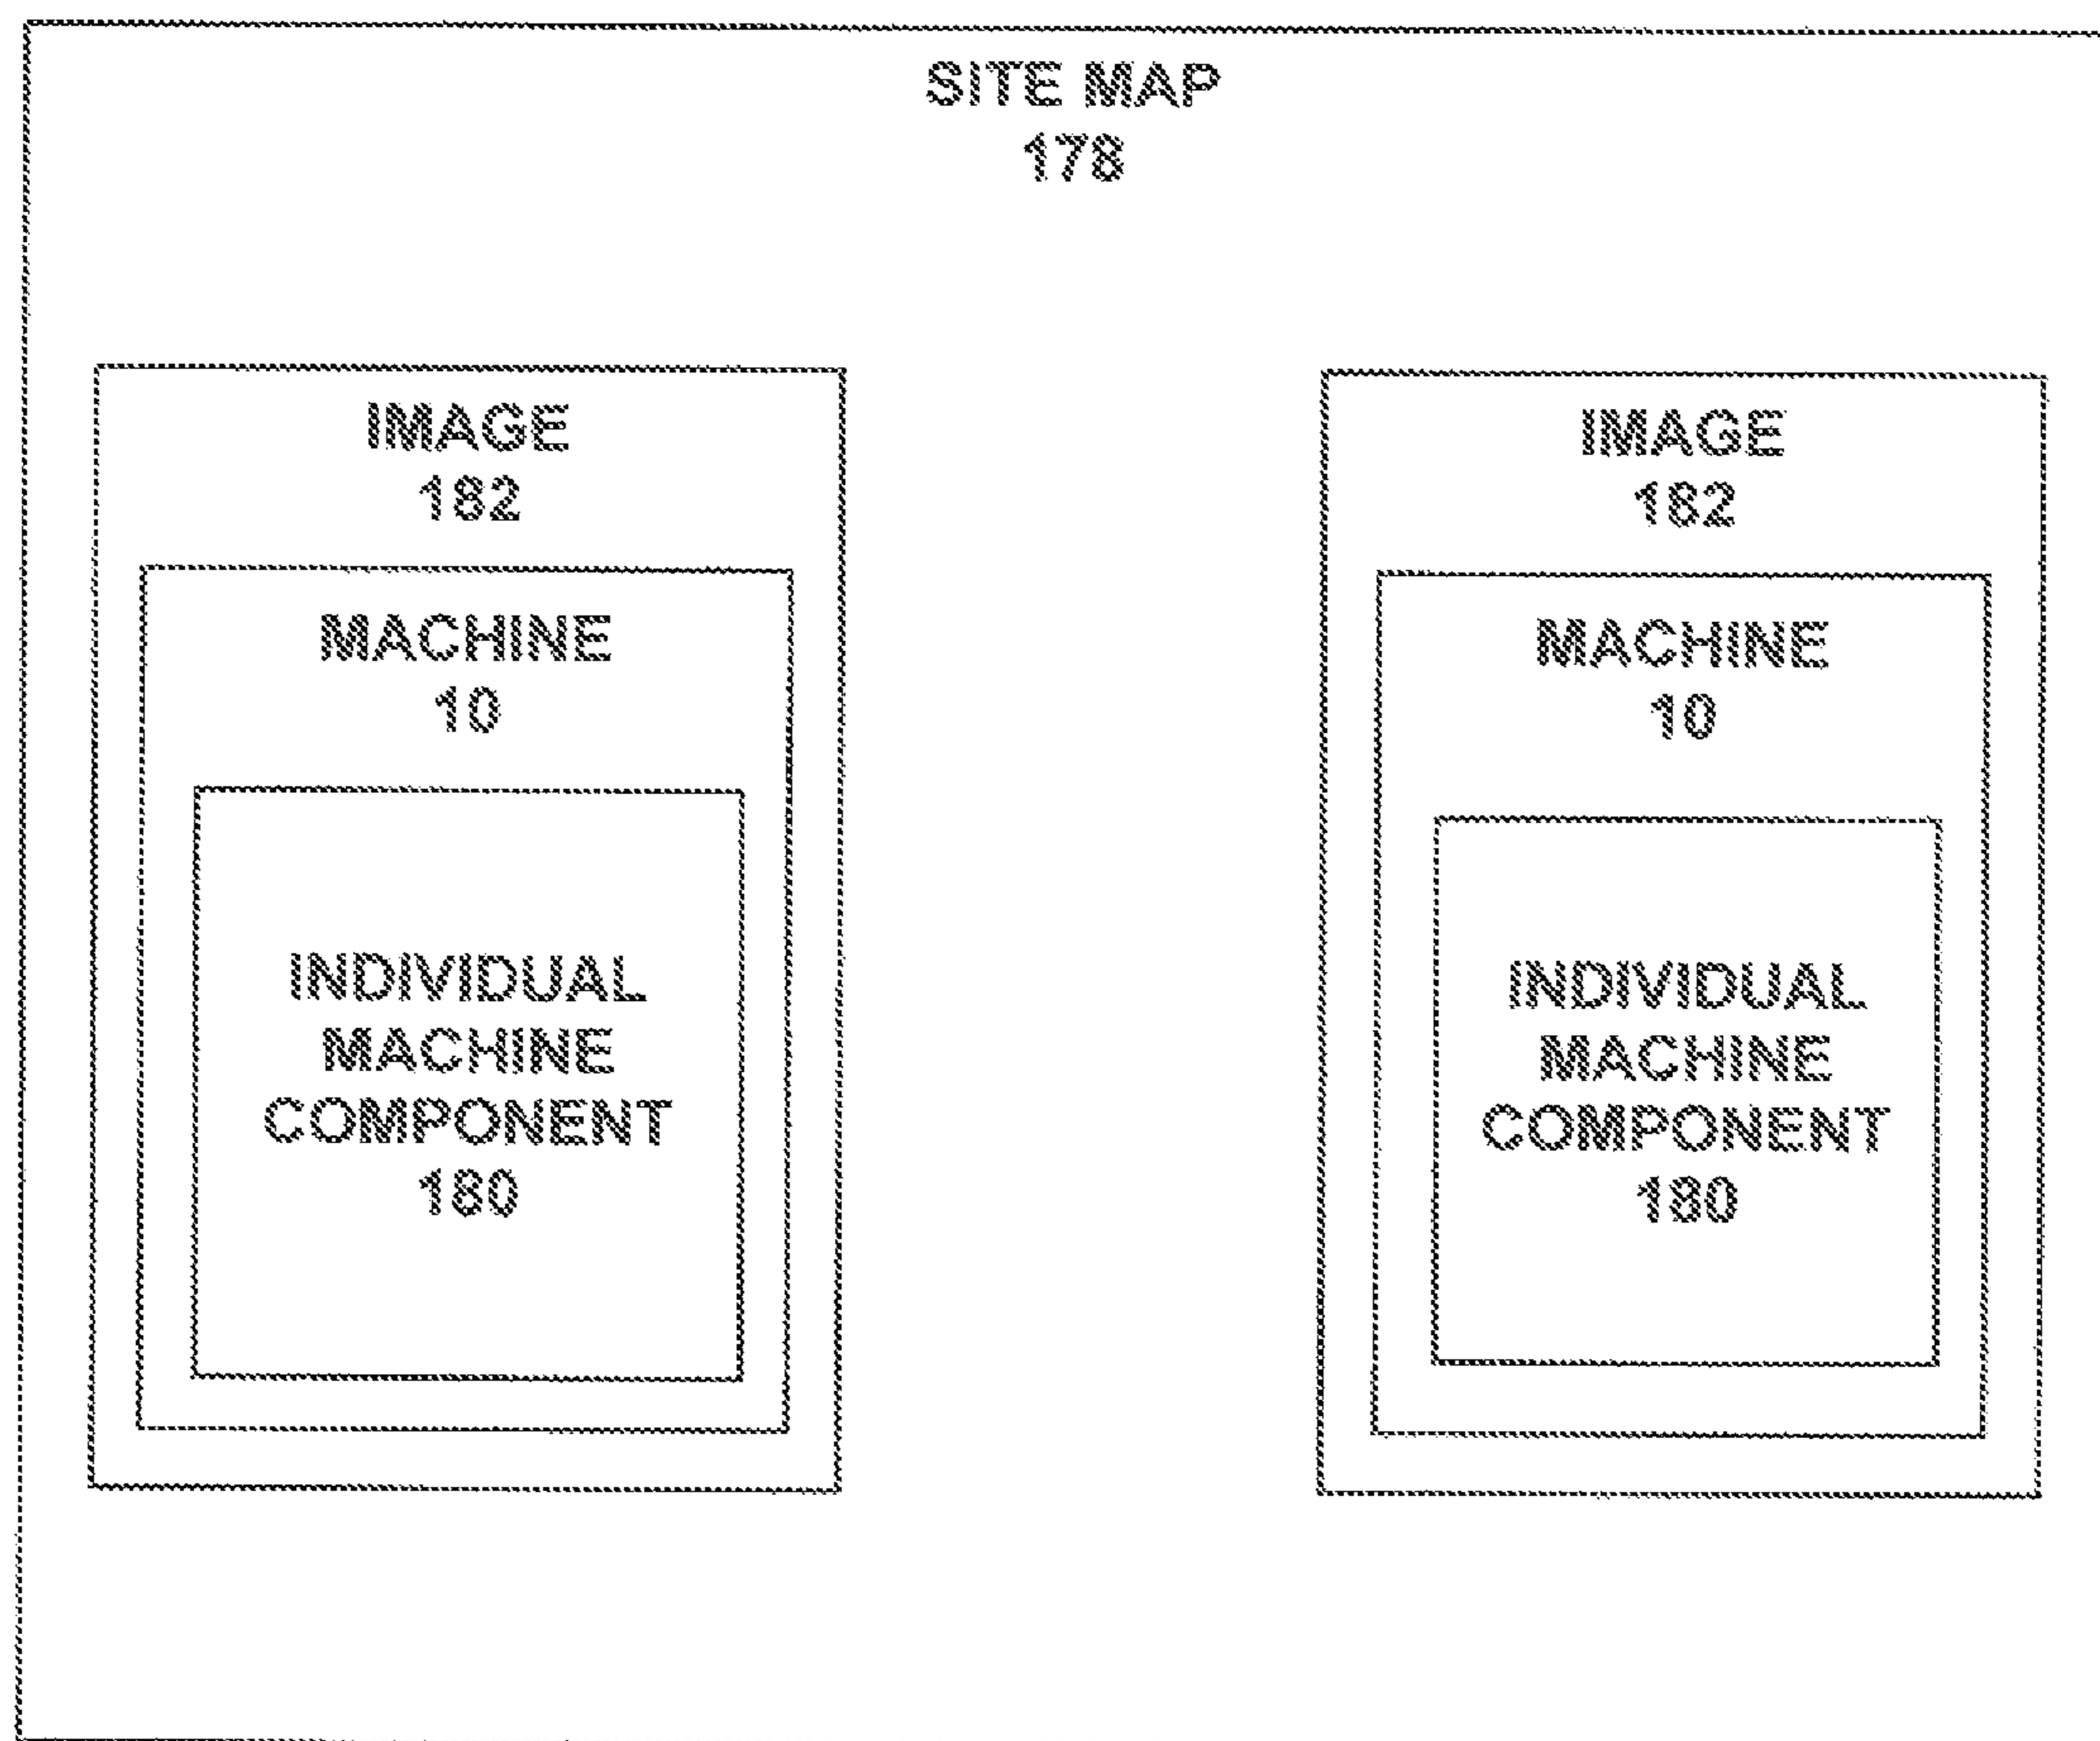 SITE MAP
178
IMAGE
182
MACHINE
10
INDIVIDUAL
MACHINE
COMPONENT
180
IMAGE
182
MACHINE
10
INDIVIDUAL
MACHINE
COMPONENT
180